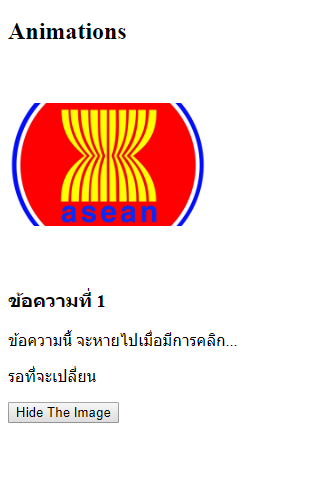 Animations
asean
ข้อความที่ 1
ข้อความนี้ จะหายไปเมื่อมีการคลิก...
รอที่จะเปลี่ยน
Hide The Image